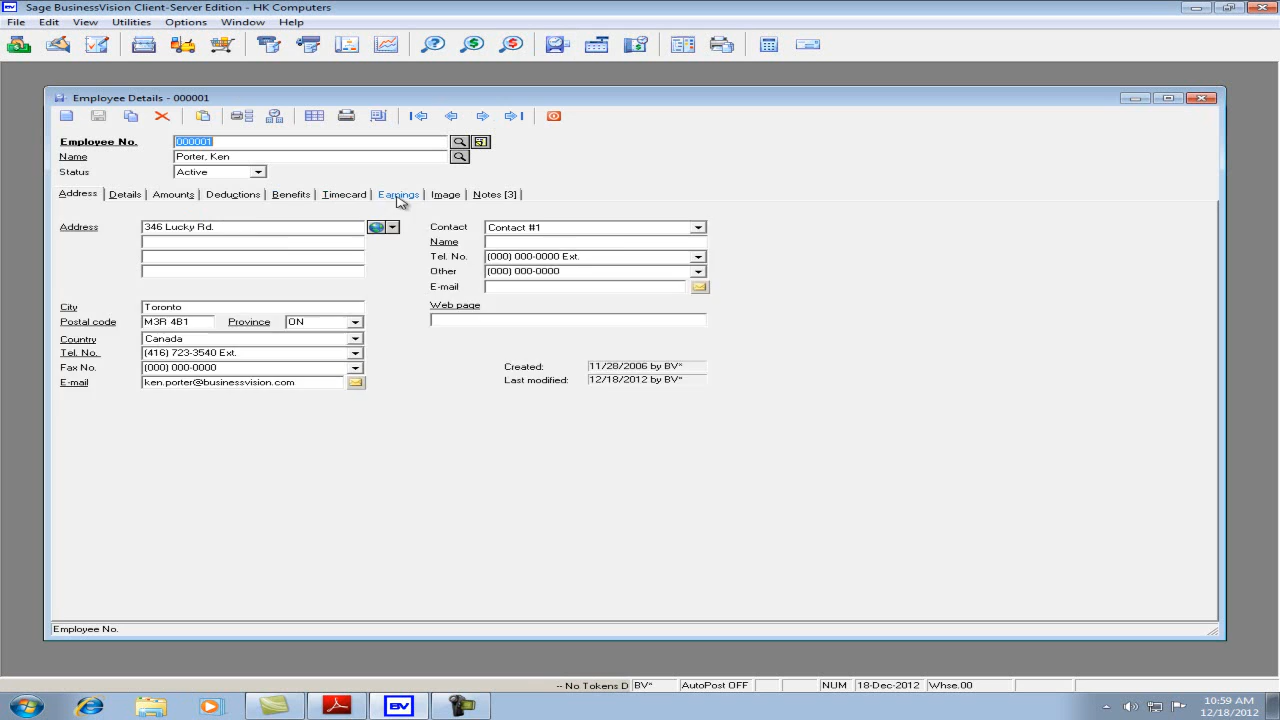 Sage BusinessVision Client-Server Edition - HK Computers
File Edit View Utilities Options Window Help
Employee Details - 000001
Employee No. 000001
Name Porter, Ken
Status Active
Address Details Amounts Deductions Benefits Timecard Earnings Image Notes [3]
Address 346 Lucky Rd. Contact Contact #1
Name
Tel. No. (000) 000-0000 Ext.
Other (000) 000-0000
E-mail
City Toronto Web page
Postal code M3R 4B1 Province ON
Country Canada
Tel. No. (416) 723-3540 Ext.
Fax No. (000) 000-0000 Created: 11/28/2006 by BV*
E-mail ken.porter@businessvision.com Last modified: 12/18/2012 by BV*
Employee No.
-- No Tokens D BV* AutoPost OFF NUM 18-Dec-2012 Whse.00
BV 10:59 AM
12/18/2012